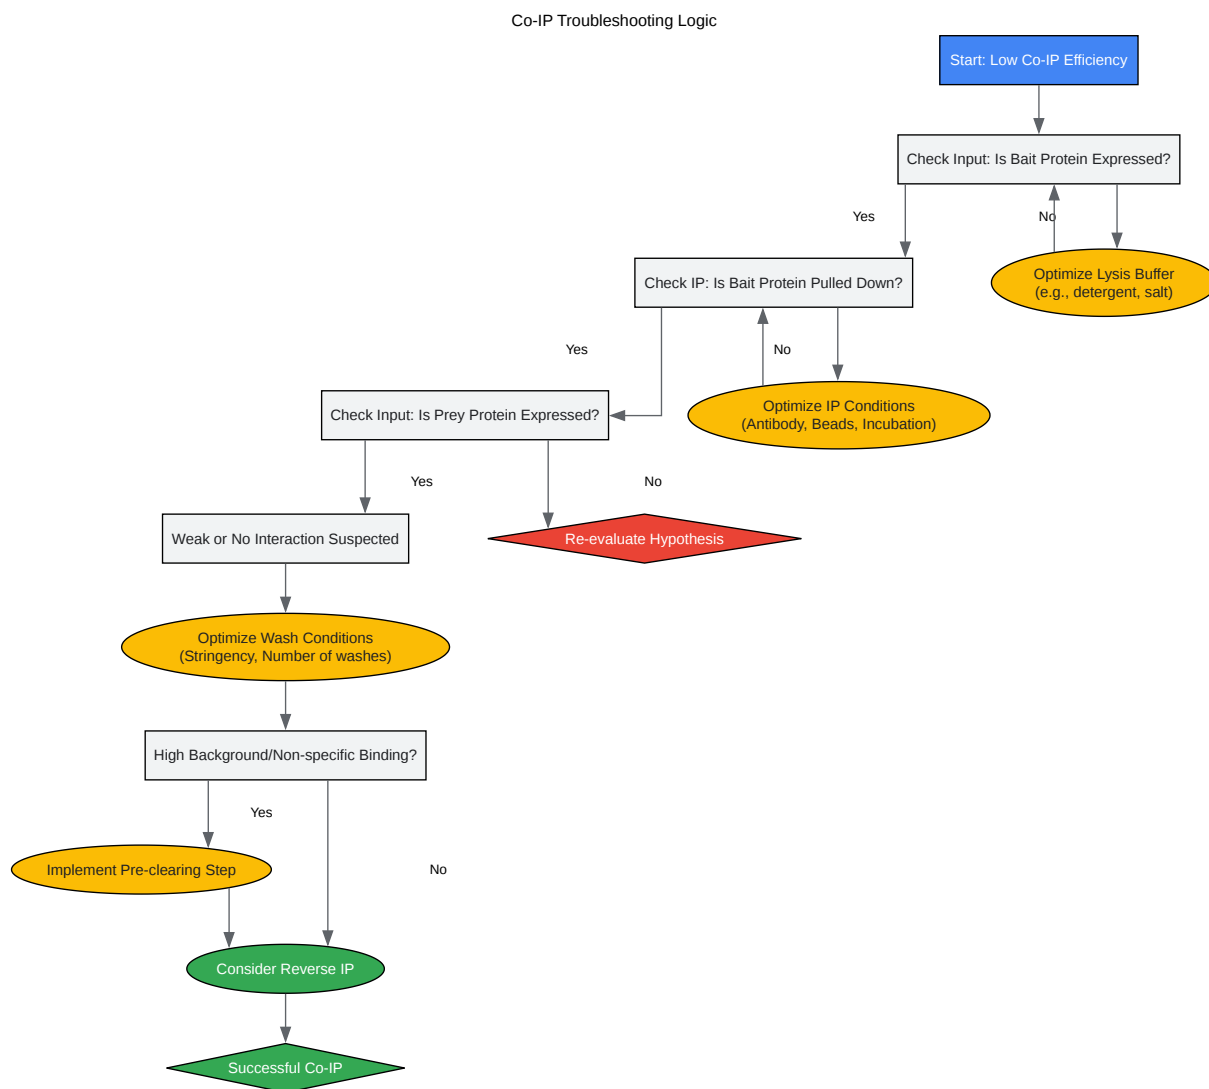 Co-IP Troubleshooting Logic
Start: Low Co-IP Efficiency
Check Input: Is Bait Protein Expressed?
Yes
No
Optimize Lysis Buffer
(e.g., detergent, salt)
Check IP: Is Bait Protein Pulled Down?
Yes
No
Optimize IP Conditions
(Antibody, Beads, Incubation)
Check Input: Is Prey Protein Expressed?
Yes
No
Weak or No Interaction Suspected
Re-evaluate Hypothesis
Optimize Wash Conditions
(Stringency, Number of washes)
High Background/Non-specific Binding?
Yes
No
Implement Pre-clearing Step
Consider Reverse IP
Successful Co-IP